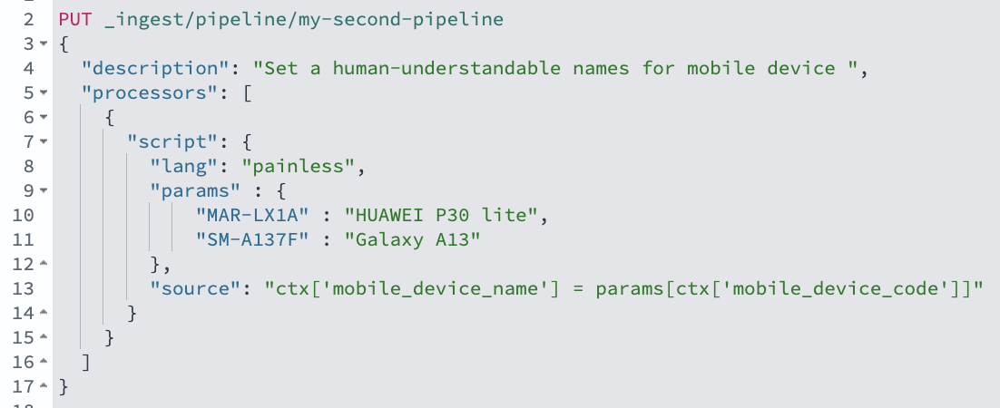 2 PUT _ingest/pipeline/my-second-pipeline
3 {
4 "description": "Set a human-understandable names for mobile device ",
5 "processors": [
6 {
7 "script": {
8 "lang": "painless",
9 "params" : {
10 "MAR-LX1A" : "HUAWEI P30 lite",
11 "SM-A137F" : "Galaxy A13"
12 },
13 "source": "ctx['mobile_device_name'] = params[ctx['mobile_device_code']]"
14 }
15 }
16 ]
17 }